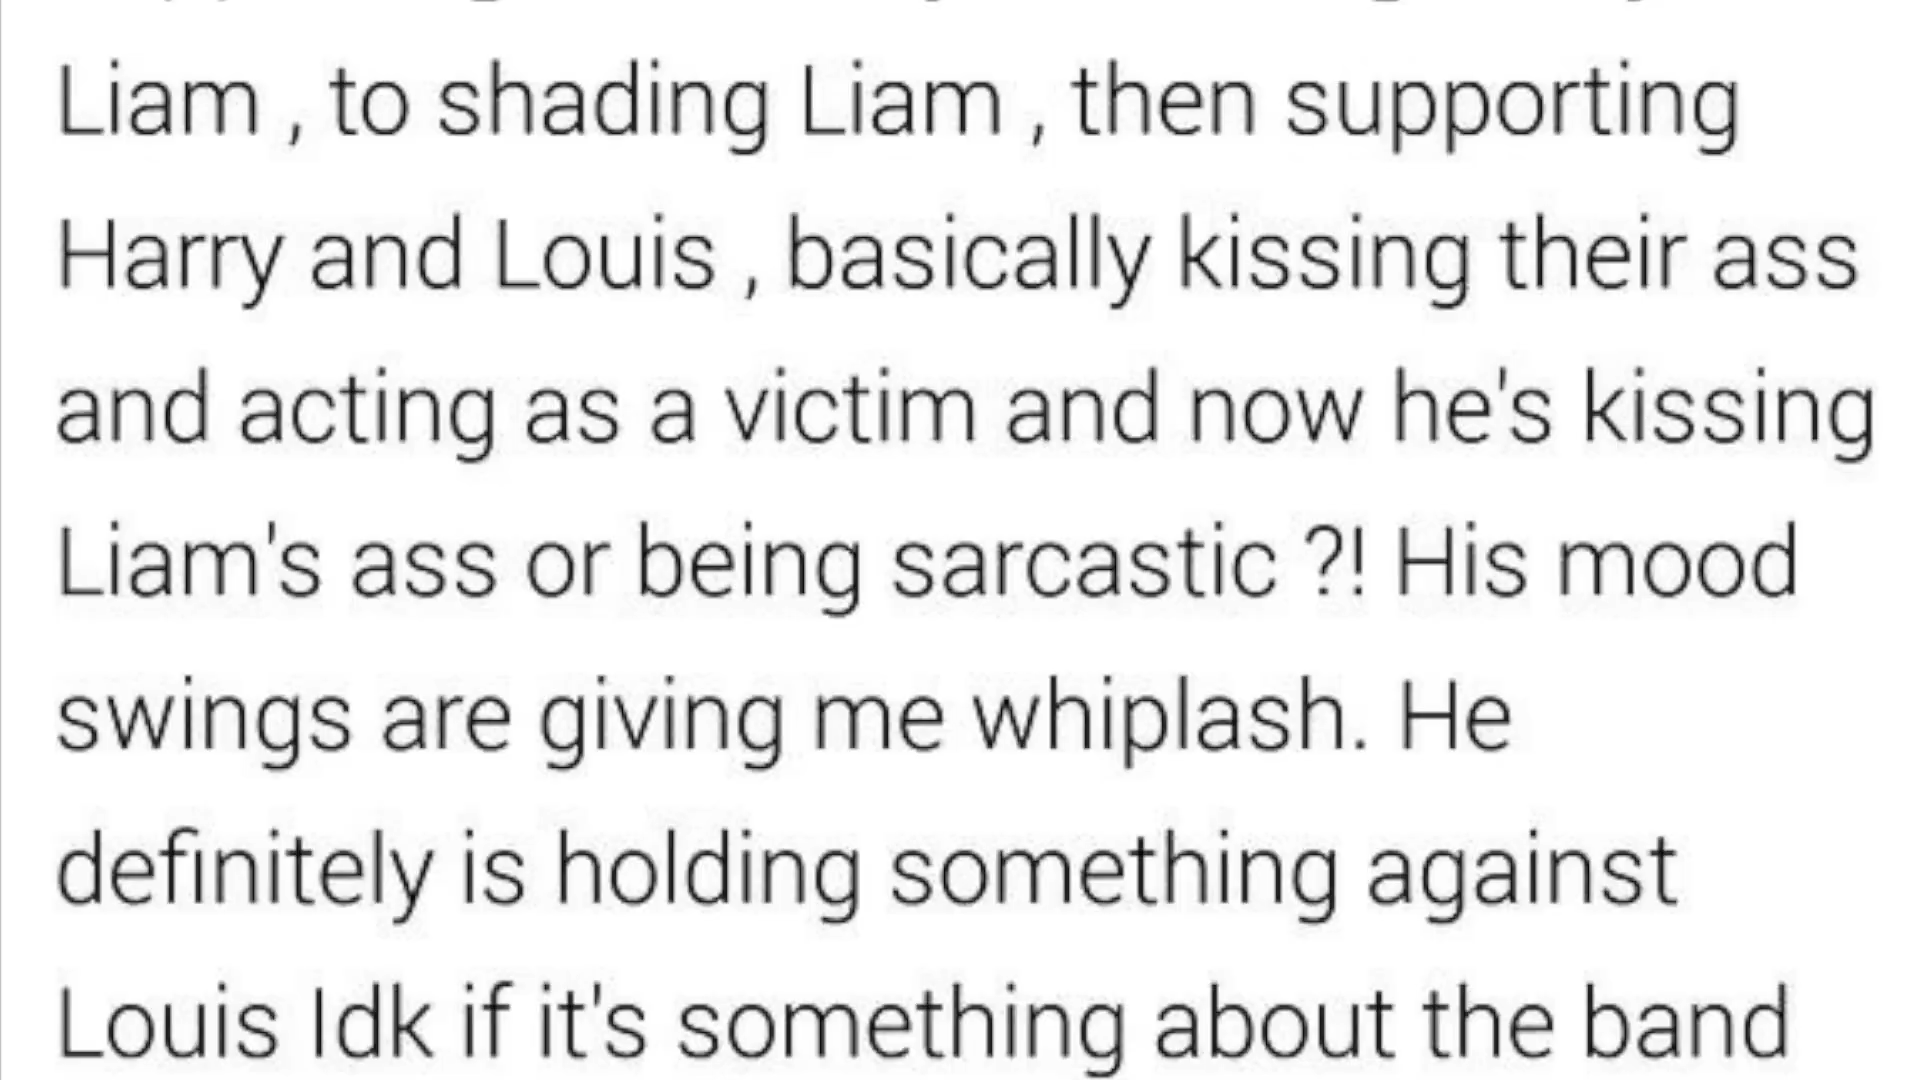 Liam , to shading Liam , then supporting
Harry and Louis , basically kissing their ass
and acting as a victim and now he's kissing
Liam's ass or being sarcastic ?! His mood
swings are giving me whiplash. He
definitely is holding something against
Louis Idk if it's something about the band